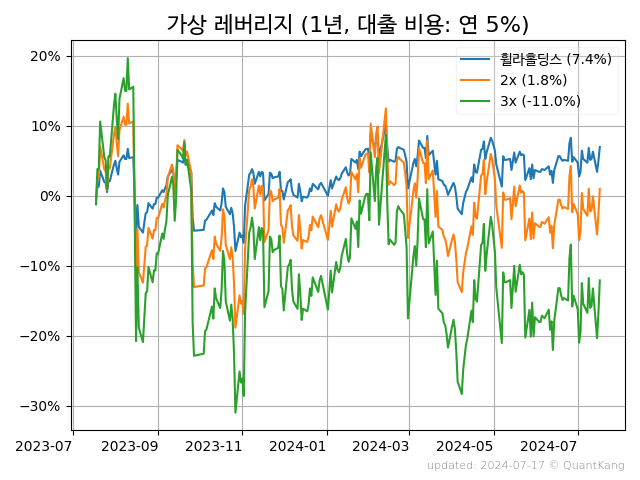 가상 레버리지 (1년, 대출 비용: 연 5%)
휠라홀딩스 (7.4%)
2x (1.8%)
3x (-11.0%)
20%
10%
0%
−10%
−20%
−30%
2023-07
2023-09
2023-11
2024-01
2024-03
2024-05
2024-07
updated: 2024-07-17 © QuantKang